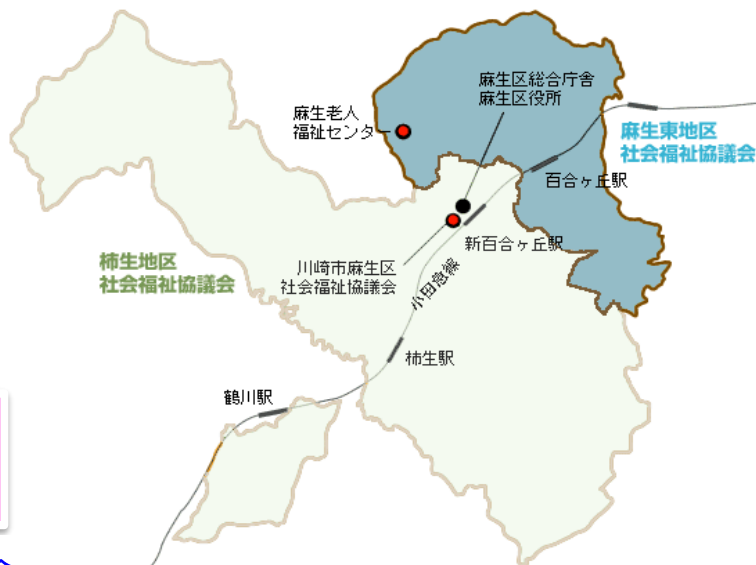 麻生区総合庁舎
麻生区役所
麻生老人
福祉センター
麻生東地区
社会福祉協議会
百合ヶ丘駅
新百合ヶ丘駅
川崎市麻生区
社会福祉協議会
柿生地区
社会福祉協議会
小田急線
柿生駅
鶴川駅